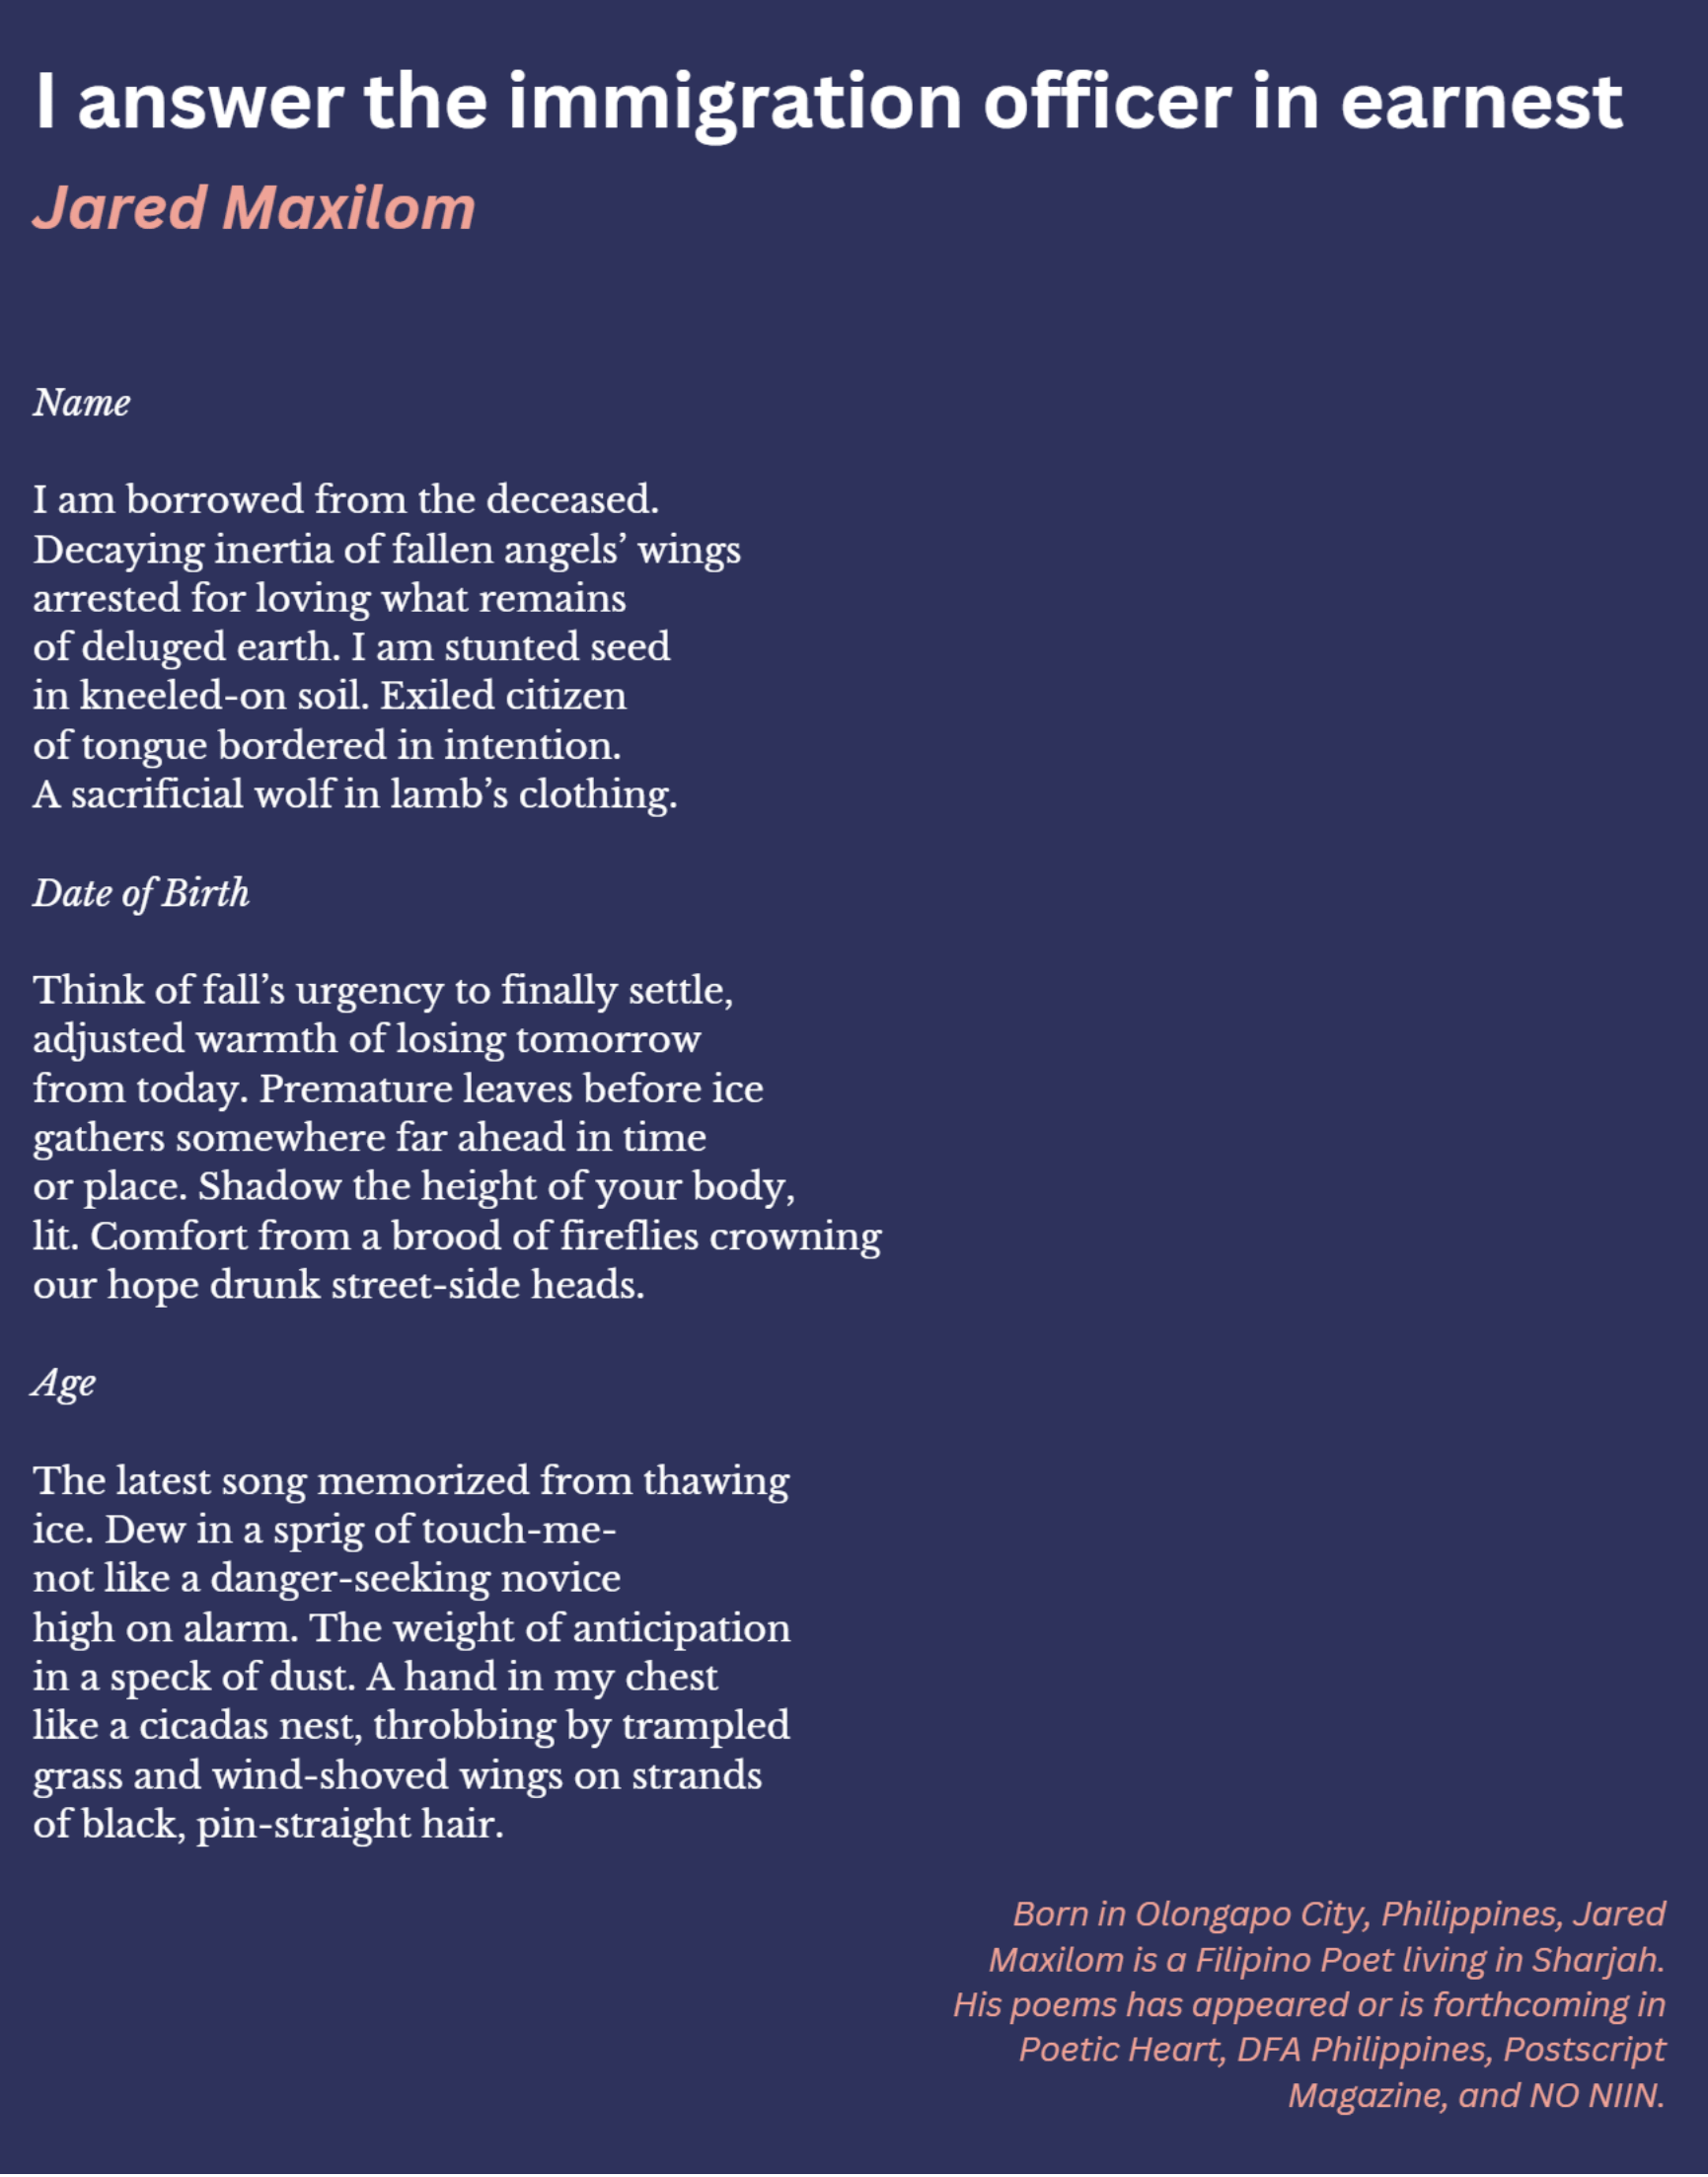 I answer the immigration officer in earnest
Jared Maxilom
Name
I am borrowed from the deceased.
Decaying inertia of fallen angels’ wings
arrested for loving what remains
of deluged earth. I am stunted seed
in kneeled-on soil. Exiled citizen
of tongue bordered in intention.
A sacrificial wolf in lamb’s clothing.
Date of Birth
Think of fall’s urgency to finally settle,
adjusted warmth of losing tomorrow
from today. Premature leaves before ice
gathers somewhere far ahead in time
or place. Shadow the height of your body,
lit. Comfort from a brood of fireflies crowning
our hope drunk street-side heads.
Age
The latest song memorized from thawing
ice. Dew in a sprig of touch-me-
not like a danger-seeking novice
high on alarm. The weight of anticipation
in a speck of dust. A hand in my chest
like a cicadas nest, throbbing by trampled
grass and wind-shoved wings on strands
of black, pin-straight hair.
Born in Olongapo City, Philippines, Jared
Maxilom is a Filipino Poet living in Sharjah.
His poems has appeared or is forthcoming in
Poetic Heart, DFA Philippines, Postscript
Magazine, and NO NIIN.